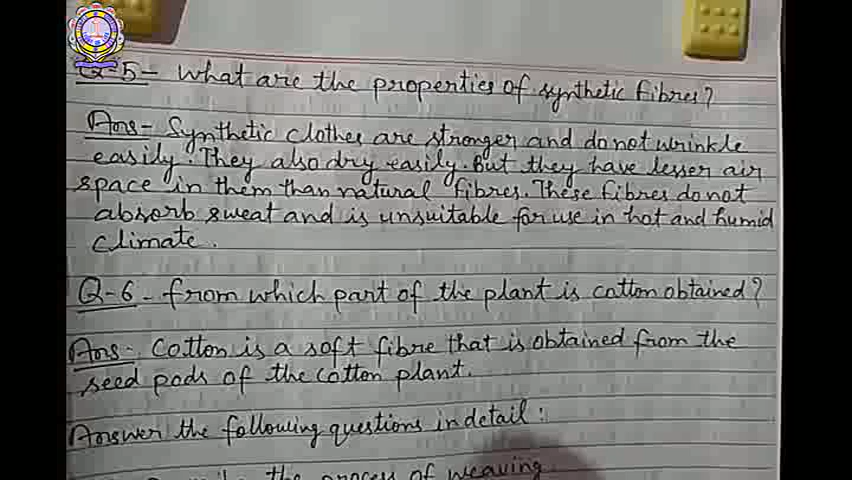 Q-5- What are the properties of synthetic fibres?
Ans- Synthetic clothes are stronger and do not wrinkle
easily. They also dry easily. But they have lesser air
space in them than natural fibres. These fibres do not
absorb sweat and is unsuitable for use in hot and humid
climate.
Q-6- From which part of the plant is cotton obtained?
Ans- Cotton is a soft fibre that is obtained from the
seed pods of the cotton plant.
Answer the following questions in detail:
the process of weaving